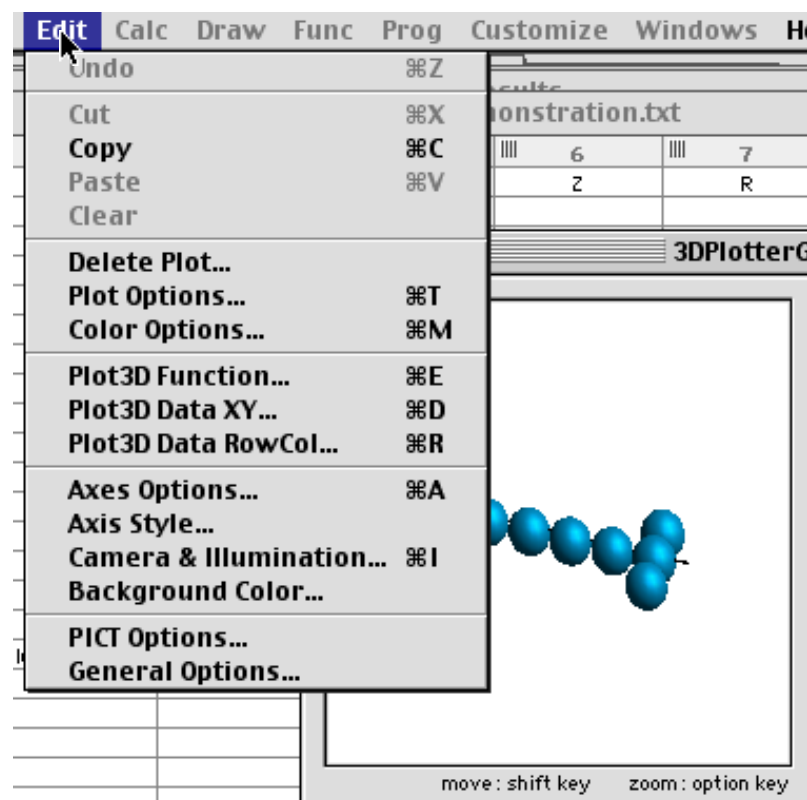 Edit Calc Draw Func Prog Customize Windows
Undo ⌘Z
Cut ⌘X
Copy ⌘C
Paste ⌘V
Clear
Delete Plot...
Plot Options... ⌘T
Color Options... ⌘M
Plot3D Function... ⌘E
Plot3D Data XY... ⌘D
Plot3D Data RowCol... ⌘R
Axes Options... ⌘A
Axis Style...
Camera & Illumination... ⌘I
Background Color...
PICT Options...
General Options...
onstration.txt
6 7
Z R
3DPlotterG
move : shift key zoom : option key